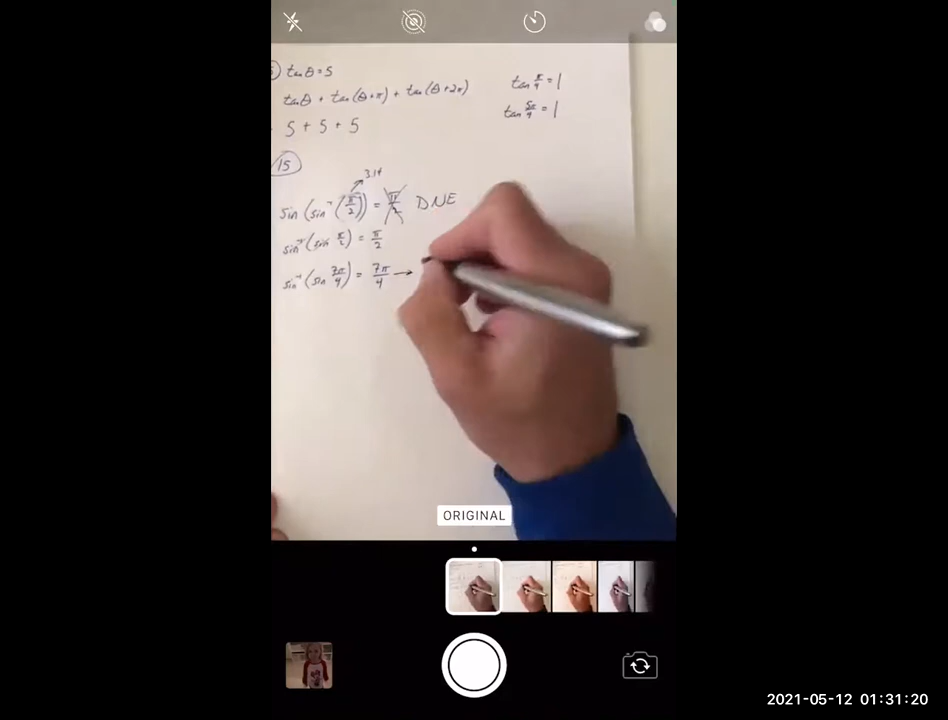 5) tan θ = 5
tan θ + tan(θ+π) + tan(θ+2π)
5 + 5 + 5
tan π/4 = 1
tan 5π/4 = 1
15
3.14
sin(sin⁻¹(π/2)) = π/2 DNE
sin⁻¹(sin π/2) = π/2
sin⁻¹(sin 7π/4) = 7π/4 →
ORIGINAL
2021-05-12 01:31:20